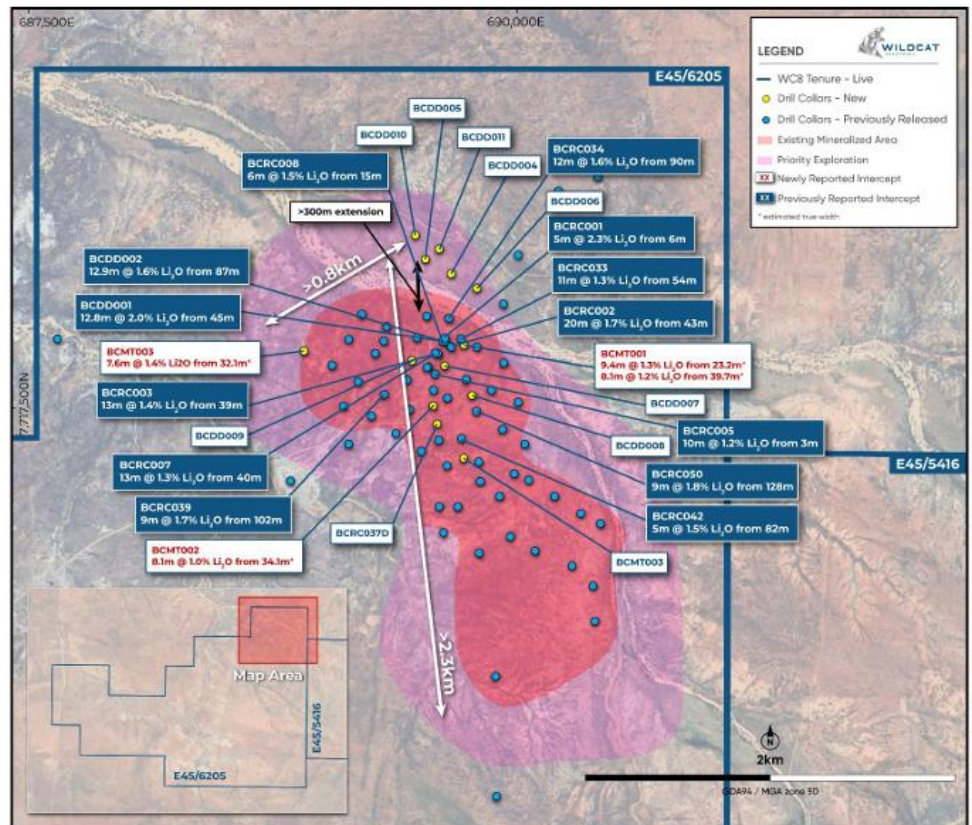 687,500E
690,000E
7,717,500N
LEGEND
WILDCAT
WC8 Tenure - Live
Drill Collars - New
Drill Collars - Previously Released
Existing Mineralized Area
Priority Exploration
XX Newly Reported Intercept
XX Previously Reported Intercept
* estimated true-width
E45/6205
BCDD005
BCDD010
BCDD011
BCDD004
BCRC034
12m @ 1.6% Li₂O from 90m
BCRC008
6m @ 1.5% Li₂O from 15m
BCDD006
>300m extension
BCRC001
5m @ 2.3% Li₂O from 6m
>0.8km
BCDD002
12.9m @ 1.6% Li₂O from 87m
BCRC033
11m @ 1.3% Li₂O from 54m
BCDD001
12.8m @ 2.0% Li₂O from 45m
BCRC002
20m @ 1.7% Li₂O from 43m
BCMT003
7.6m @ 1.4% Li2O from 32.1m*
BCMT001
9.4m @ 1.3% Li₂O from 23.2m*
8.1m @ 1.2% Li₂O from 39.7m*
BCRC003
13m @ 1.4% Li₂O from 39m
BCDD007
BCDD009
BCRC005
10m @ 1.2% Li₂O from 3m
BCDD008
E45/5416
BCRC007
13m @ 1.3% Li₂O from 40m
BCRC050
9m @ 1.8% Li₂O from 128m
BCRC039
9m @ 1.7% Li₂O from 102m
BCRC042
5m @ 1.5% Li₂O from 82m
BCRC037D
BCMT002
8.1m @ 1.0% Li₂O from 34.1m*
BCMT003
>2.3km
Map Area
E45/5416
E45/6205
N
2km
GDA94 / MGA zone 50